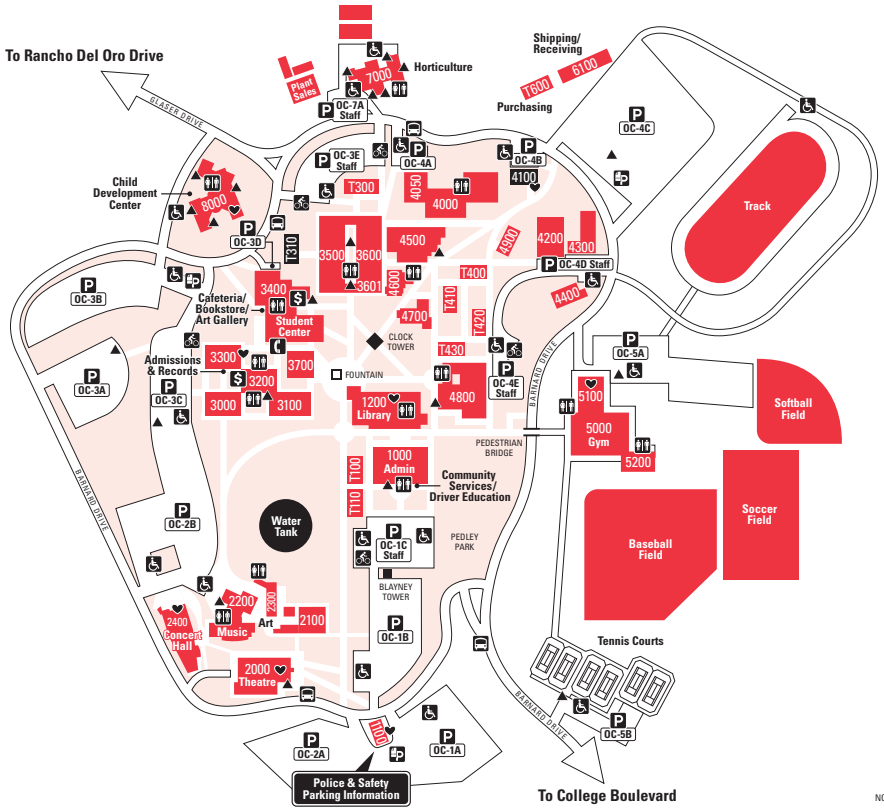 Shipping/
Receiving
To Rancho Del Oro Drive
GLASER DRIVE
Plant
Sales
7000
Horticulture
T600
6100
Purchasing
P
OC-7A
Staff
P
OC-4C
P
OC-3E
Staff
P
OC-4A
P
OC-4B
4100
Child
Development
Center
8000
T300
4050
4000
P
OC-3D
T310
3500
3600
3601
4500
4900
4200
4300
Track
P
OC-4D Staff
P
OC-3B
3400
$
Cafeteria/
Bookstore/
Art Gallery
Student
Center
4600
T400
4400
T410
4700
T420
CLOCK
TOWER
T430
BARNARD DRIVE
P
OC-5A
P
OC-3A
Admissions
& Records
3300
3700
$
3200
FOUNTAIN
P
OC-3C
P
OC-4E
Staff
3000
3100
1200
Library
4800
5100
5000
Gym
5200
Softball
Field
PEDESTRIAN
BRIDGE
1000
Admin
T100
T110
Community
Services/
Driver Education
BARNARD DRIVE
P
OC-2B
Water
Tank
P
OC-1C
Staff
PEDLEY
PARK
Soccer
Field
Baseball
Field
BLAYNEY
TOWER
2200
2300
2400
Concert
Hall
Music
Art
2100
P
OC-1B
Tennis Courts
2000
Theatre
BARNARD DRIVE
1100
P
OC-2A
P
OC-1A
P
OC-5B
Police & Safety
Parking Information
To College Boulevard
NO